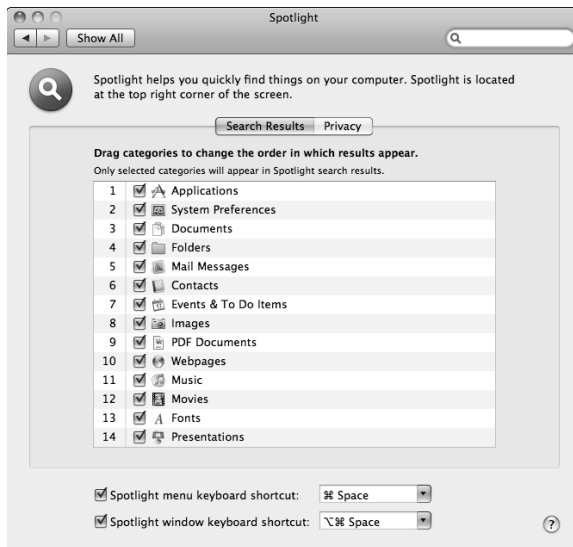 Spotlight
Show All
Spotlight helps you quickly find things on your computer. Spotlight is located
at the top right corner of the screen.
Search Results Privacy
Drag categories to change the order in which results appear.
Only selected categories will appear in Spotlight search results.
1 Applications
2 System Preferences
3 Documents
4 Folders
5 Mail Messages
6 Contacts
7 Events & To Do Items
8 Images
9 PDF Documents
10 Webpages
11 Music
12 Movies
13 Fonts
14 Presentations
Spotlight menu keyboard shortcut: ⌘ Space
Spotlight window keyboard shortcut: ⌥⌘ Space
?